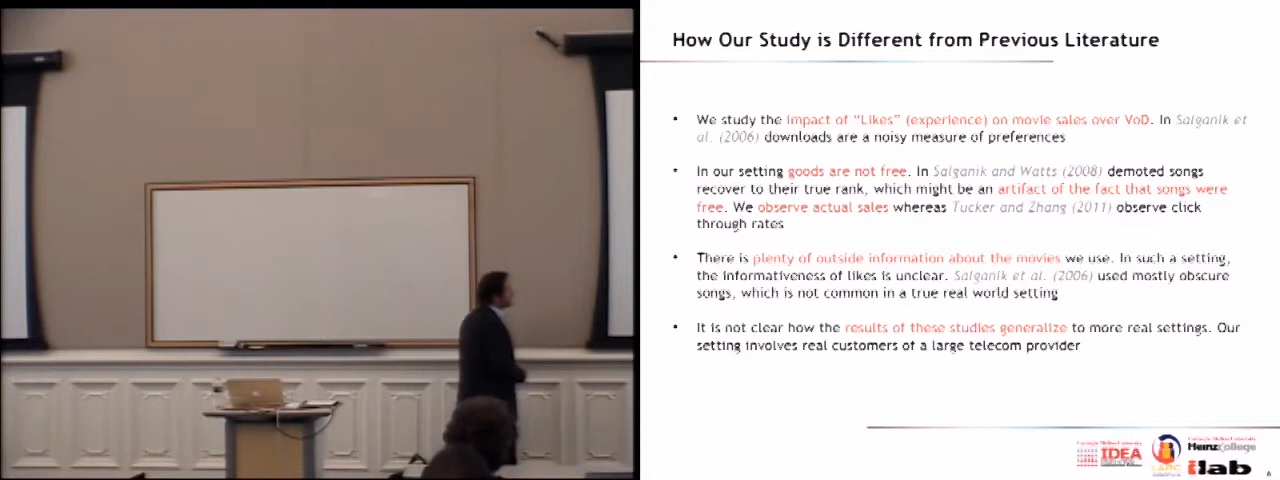 How Our Study is Different from Previous Literature
• We study the impact of "Likes" (experience) on movie sales over VoD. In Salganik et
al. (2006) downloads are a noisy measure of preferences
• In our setting goods are not free. In Salganik and Watts (2008) demoted songs
recover to their true rank, which might be an artifact of the fact that songs were
free. We observe actual sales whereas Tucker and Zhang (2011) observe click
through rates
• There is plenty of outside information about the movies we use. In such a setting,
the informativeness of likes is unclear. Salganik et al. (2006) used mostly obscure
songs, which is not common in a true real world setting
• It is not clear how the results of these studies generalize to more real settings. Our
setting involves real customers of a large telecom provider
IDEA
HeinzCollege
ilab